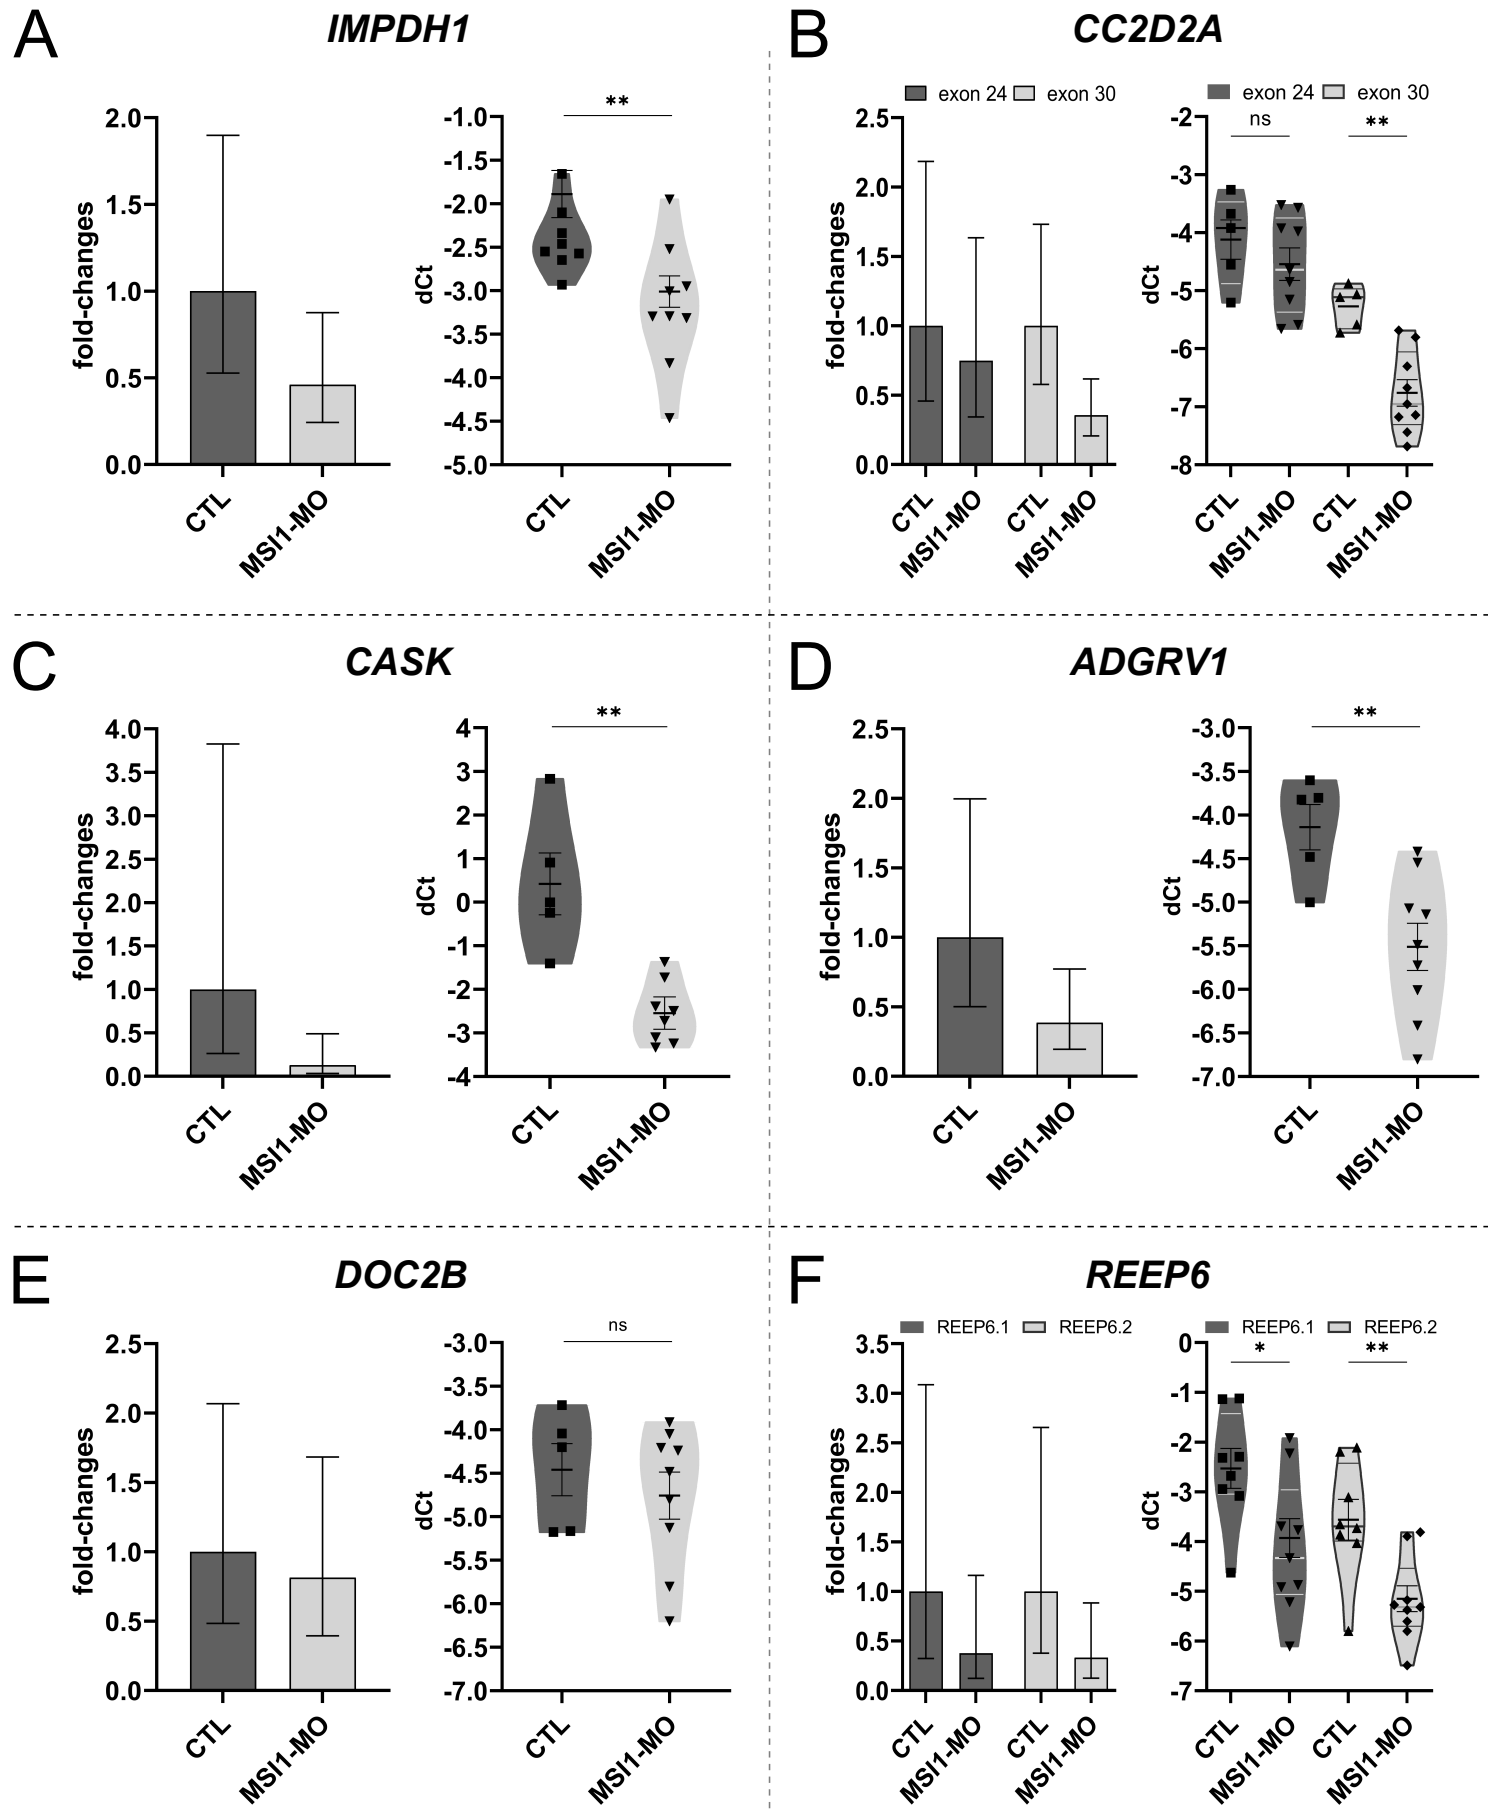 A
IMPDH1
fold-changes
2.0
1.5
1.0
0.5
0.0
CTL
MSI1-MO
dCt
**
-1.0
-1.5
-2.0
-2.5
-3.0
-3.5
-4.0
-4.5
-5.0
CTL
MSI1-MO
B
CC2D2A
exon 24 exon 30
fold-changes
2.5
2.0
1.5
1.0
0.5
0.0
CTL
MSI1-MO
CTL
MSI1-MO
exon 24 exon 30
ns **
dCt
-2
-3
-4
-5
-6
-7
-8
CTL
MSI1-MO
CTL
MSI1-MO
C
CASK
fold-changes
4.0
3.5
3.0
2.5
2.0
1.5
1.0
0.5
0.0
CTL
MSI1-MO
**
dCt
4
3
2
1
0
-1
-2
-3
-4
CTL
MSI1-MO
D
ADGRV1
fold-changes
2.5
2.0
1.5
1.0
0.5
0.0
CTL
MSI1-MO
**
dCt
-3.0
-3.5
-4.0
-4.5
-5.0
-5.5
-6.0
-6.5
-7.0
CTL
MSI1-MO
E
DOC2B
fold-changes
2.5
2.0
1.5
1.0
0.5
0.0
CTL
MSI1-MO
ns
dCt
-3.0
-3.5
-4.0
-4.5
-5.0
-5.5
-6.0
-6.5
-7.0
CTL
MSI1-MO
F
REEP6
REEP6.1 REEP6.2
fold-changes
3.5
3.0
2.5
2.0
1.5
1.0
0.5
0.0
CTL
MSI1-MO
CTL
MSI1-MO
REEP6.1 REEP6.2
* **
dCt
0
-1
-2
-3
-4
-5
-6
-7
CTL
MSI1-MO
CTL
MSI1-MO